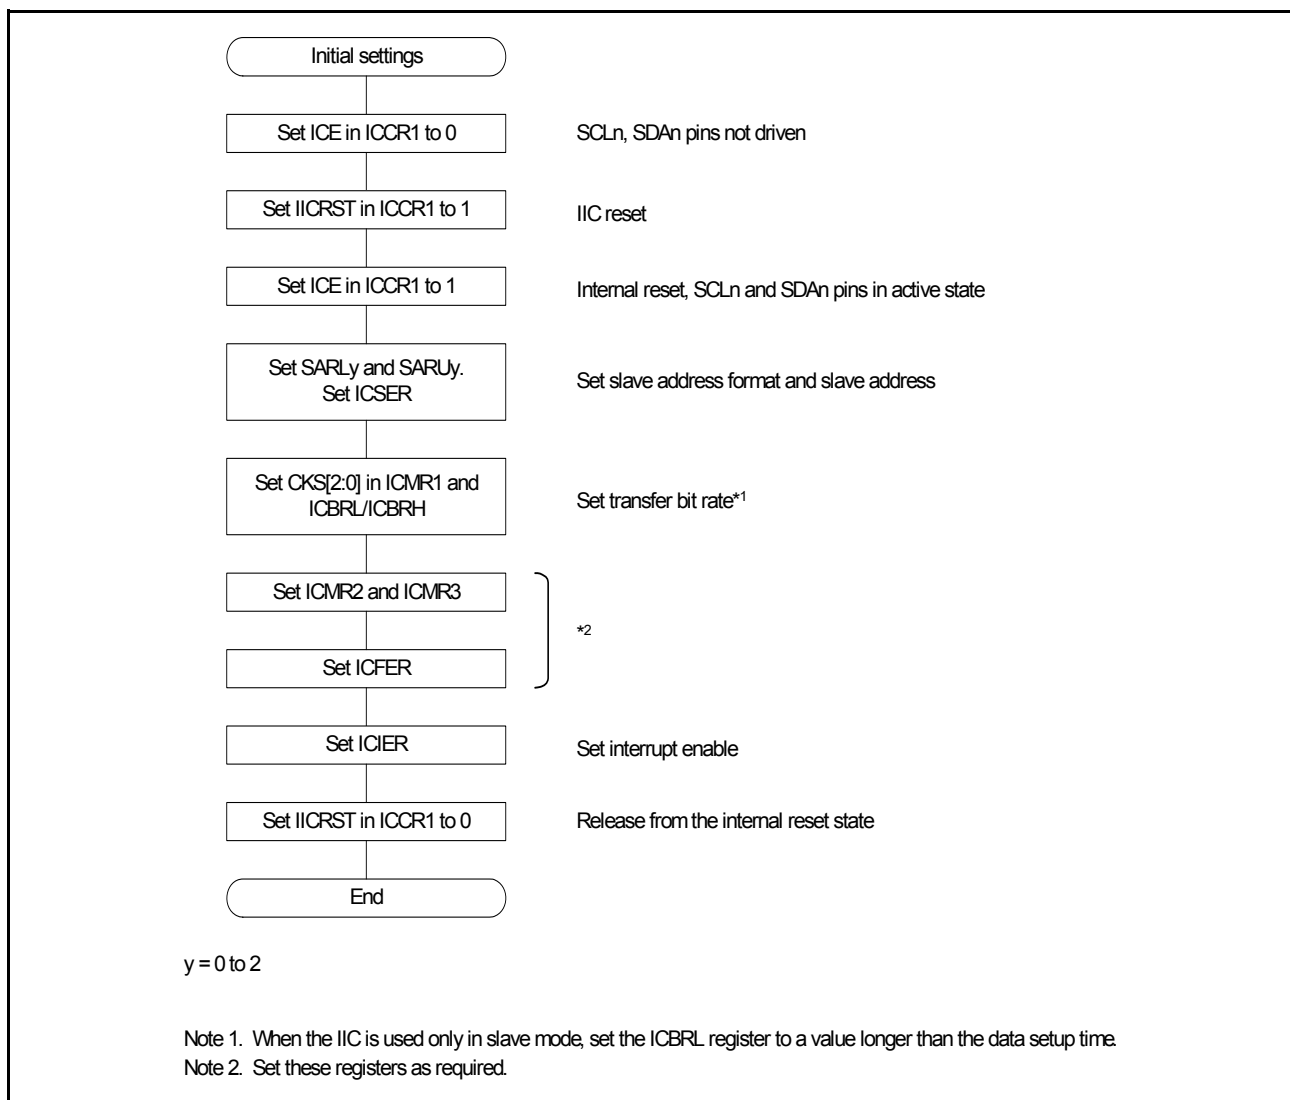 Initial settings
Set ICE in ICCR1 to 0
SCLn, SDAn pins not driven
Set IICRST in ICCR1 to 1
IIC reset
Set ICE in ICCR1 to 1
Internal reset, SCLn and SDAn pins in active state
Set SARLy and SARUy.
Set ICSER
Set slave address format and slave address
Set CKS[2:0] in ICMR1 and
ICBRL/ICBRH
Set transfer bit rate*1
Set ICMR2 and ICMR3
*2
Set ICFER
Set ICIER
Set interrupt enable
Set IICRST in ICCR1 to 0
Release from the internal reset state
End
y = 0 to 2
Note 1. When the IIC is used only in slave mode, set the ICBRL register to a value longer than the data setup time.
Note 2. Set these registers as required.